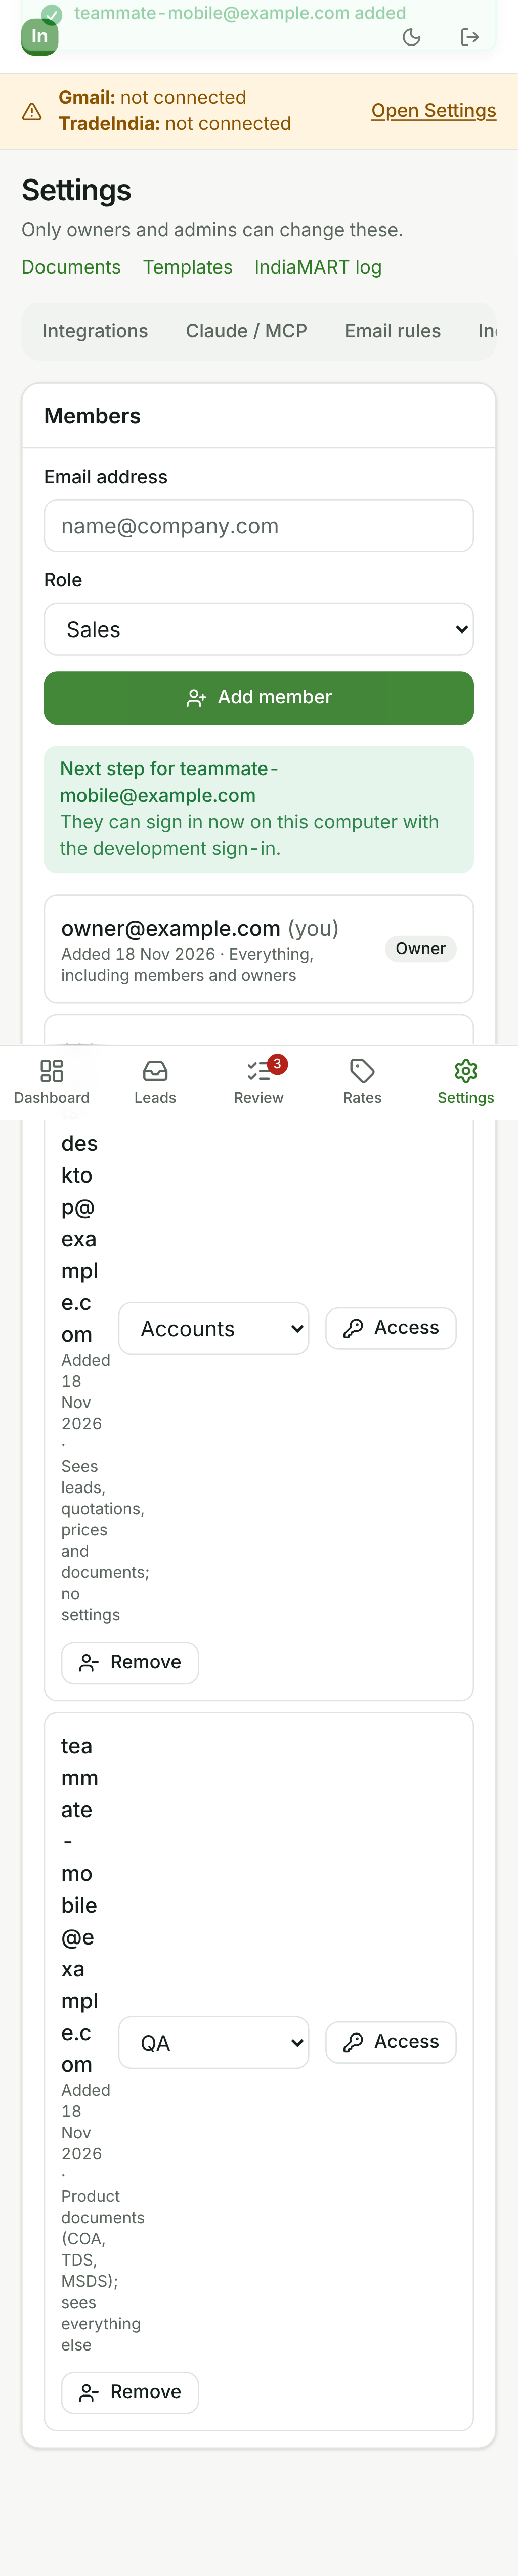 teammate-mobile@example.com added
In
Gmail: not connected
TradeIndia: not connected
Open Settings
Settings
Only owners and admins can change these.
Documents Templates IndiaMART log
Integrations Claude / MCP Email rules
Members
Email address
name@company.com
Role
Sales
Add member
Next step for teammate-
mobile@example.com
They can sign in now on this computer with
the development sign-in.
owner@example.com (you)
Added 18 Nov 2026 · Everything,
including members and owners
Owner
3
Dashboard Leads Review Rates Settings
des
kto
p@
exa
mpl
e.c
om
Added
18
Nov
2026
·
Sees
leads,
quotations,
prices
and
documents;
no
settings
Accounts
Access
Remove
tea
mm
ate
-
mo
bile
@e
xa
mpl
e.c
om
Added
18
Nov
2026
·
Product
documents
(COA,
TDS,
MSDS);
sees
everything
else
QA
Access
Remove